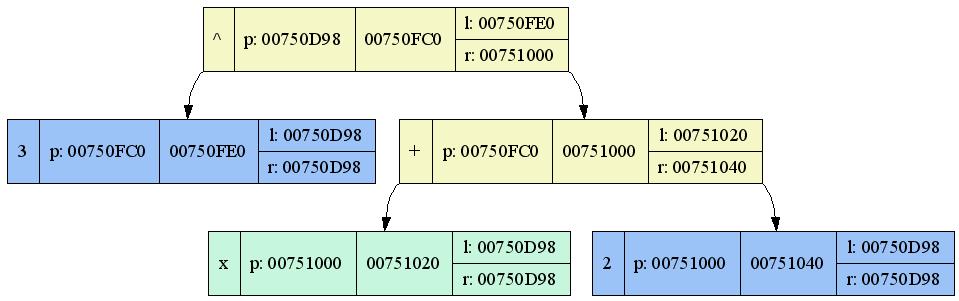 ^ p: 00750D98 00750FC0 l: 00750FE0
r: 00751000
3 p: 00750FC0 00750FE0 l: 00750D98
r: 00750D98
+ p: 00750FC0 00751000 l: 00751020
r: 00751040
x p: 00751000 00751020 l: 00750D98
r: 00750D98
2 p: 00751000 00751040 l: 00750D98
r: 00750D98